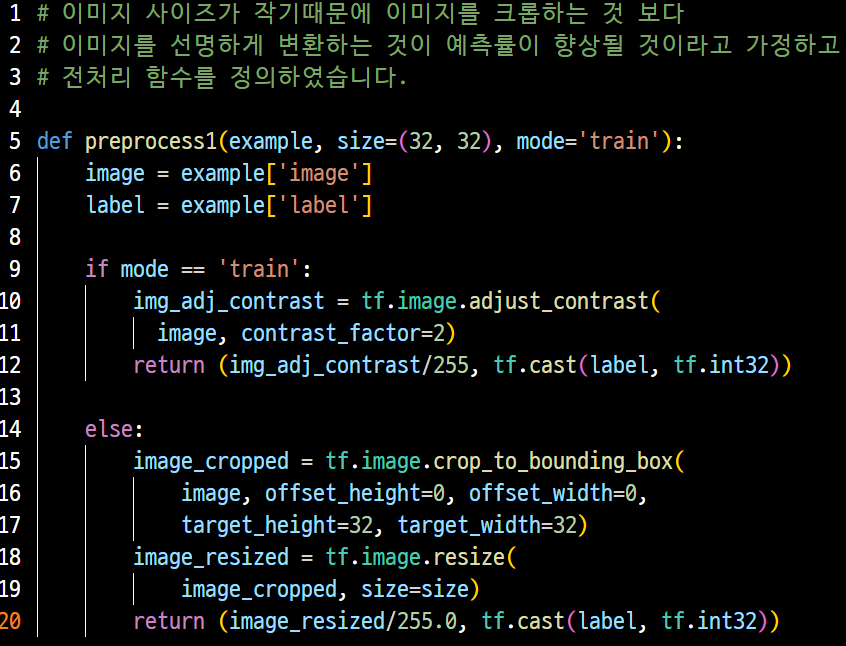 1 # 이미지 사이즈가 작기때문에 이미지를 크롭하는 것 보다
2 # 이미지를 선명하게 변환하는 것이 예측률이 향상될 것이라고 가정하고
3 # 전처리 함수를 정의하였습니다.
4
5 def preprocess1(example, size=(32, 32), mode='train'):
6     image = example['image']
7     label = example['label']
8
9     if mode == 'train':
10         img_adj_contrast = tf.image.adjust_contrast(
11           image, contrast_factor=2)
12         return (img_adj_contrast/255, tf.cast(label, tf.int32))
13
14     else:
15         image_cropped = tf.image.crop_to_bounding_box(
16             image, offset_height=0, offset_width=0,
17             target_height=32, target_width=32)
18         image_resized = tf.image.resize(
19             image_cropped, size=size)
20         return (image_resized/255.0, tf.cast(label, tf.int32))